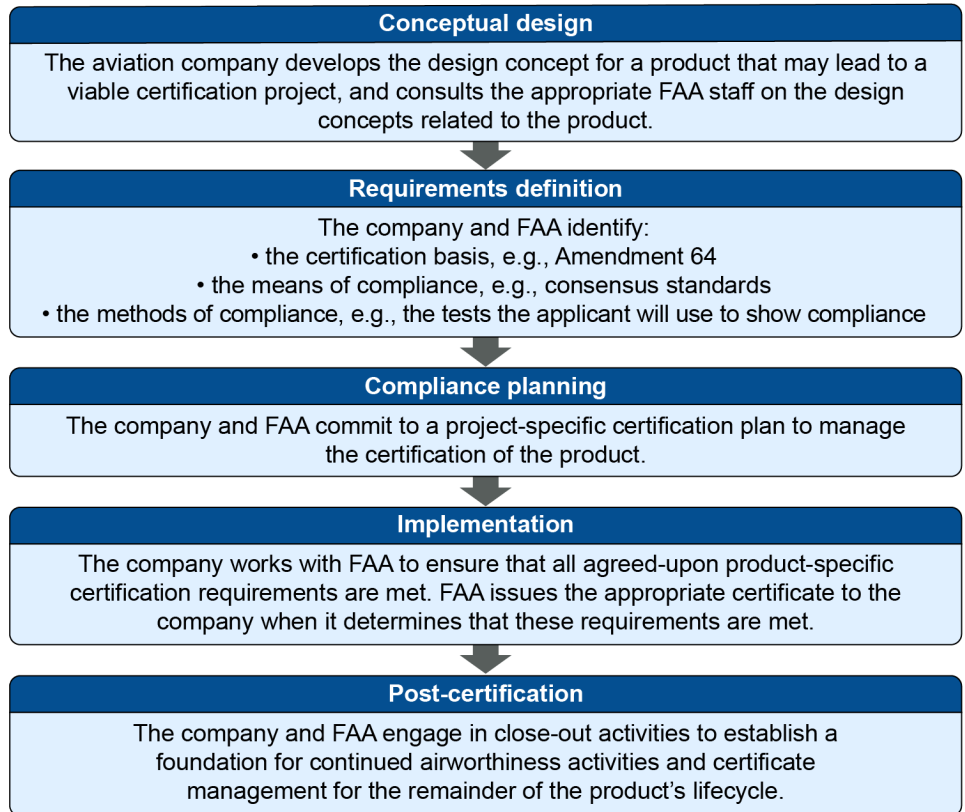 Conceptual design
The aviation company develops the design concept for a product that may lead to a
viable certification project, and consults the appropriate FAA staff on the design
concepts related to the product.
Requirements definition
The company and FAA identify:
• the certification basis, e.g., Amendment 64
• the means of compliance, e.g., consensus standards
• the methods of compliance, e.g., the tests the applicant will use to show compliance
Compliance planning
The company and FAA commit to a project-specific certification plan to manage
the certification of the product.
Implementation
The company works with FAA to ensure that all agreed-upon product-specific
certification requirements are met. FAA issues the appropriate certificate to the
company when it determines that these requirements are met.
Post-certification
The company and FAA engage in close-out activities to establish a
foundation for continued airworthiness activities and certificate
management for the remainder of the product’s lifecycle.